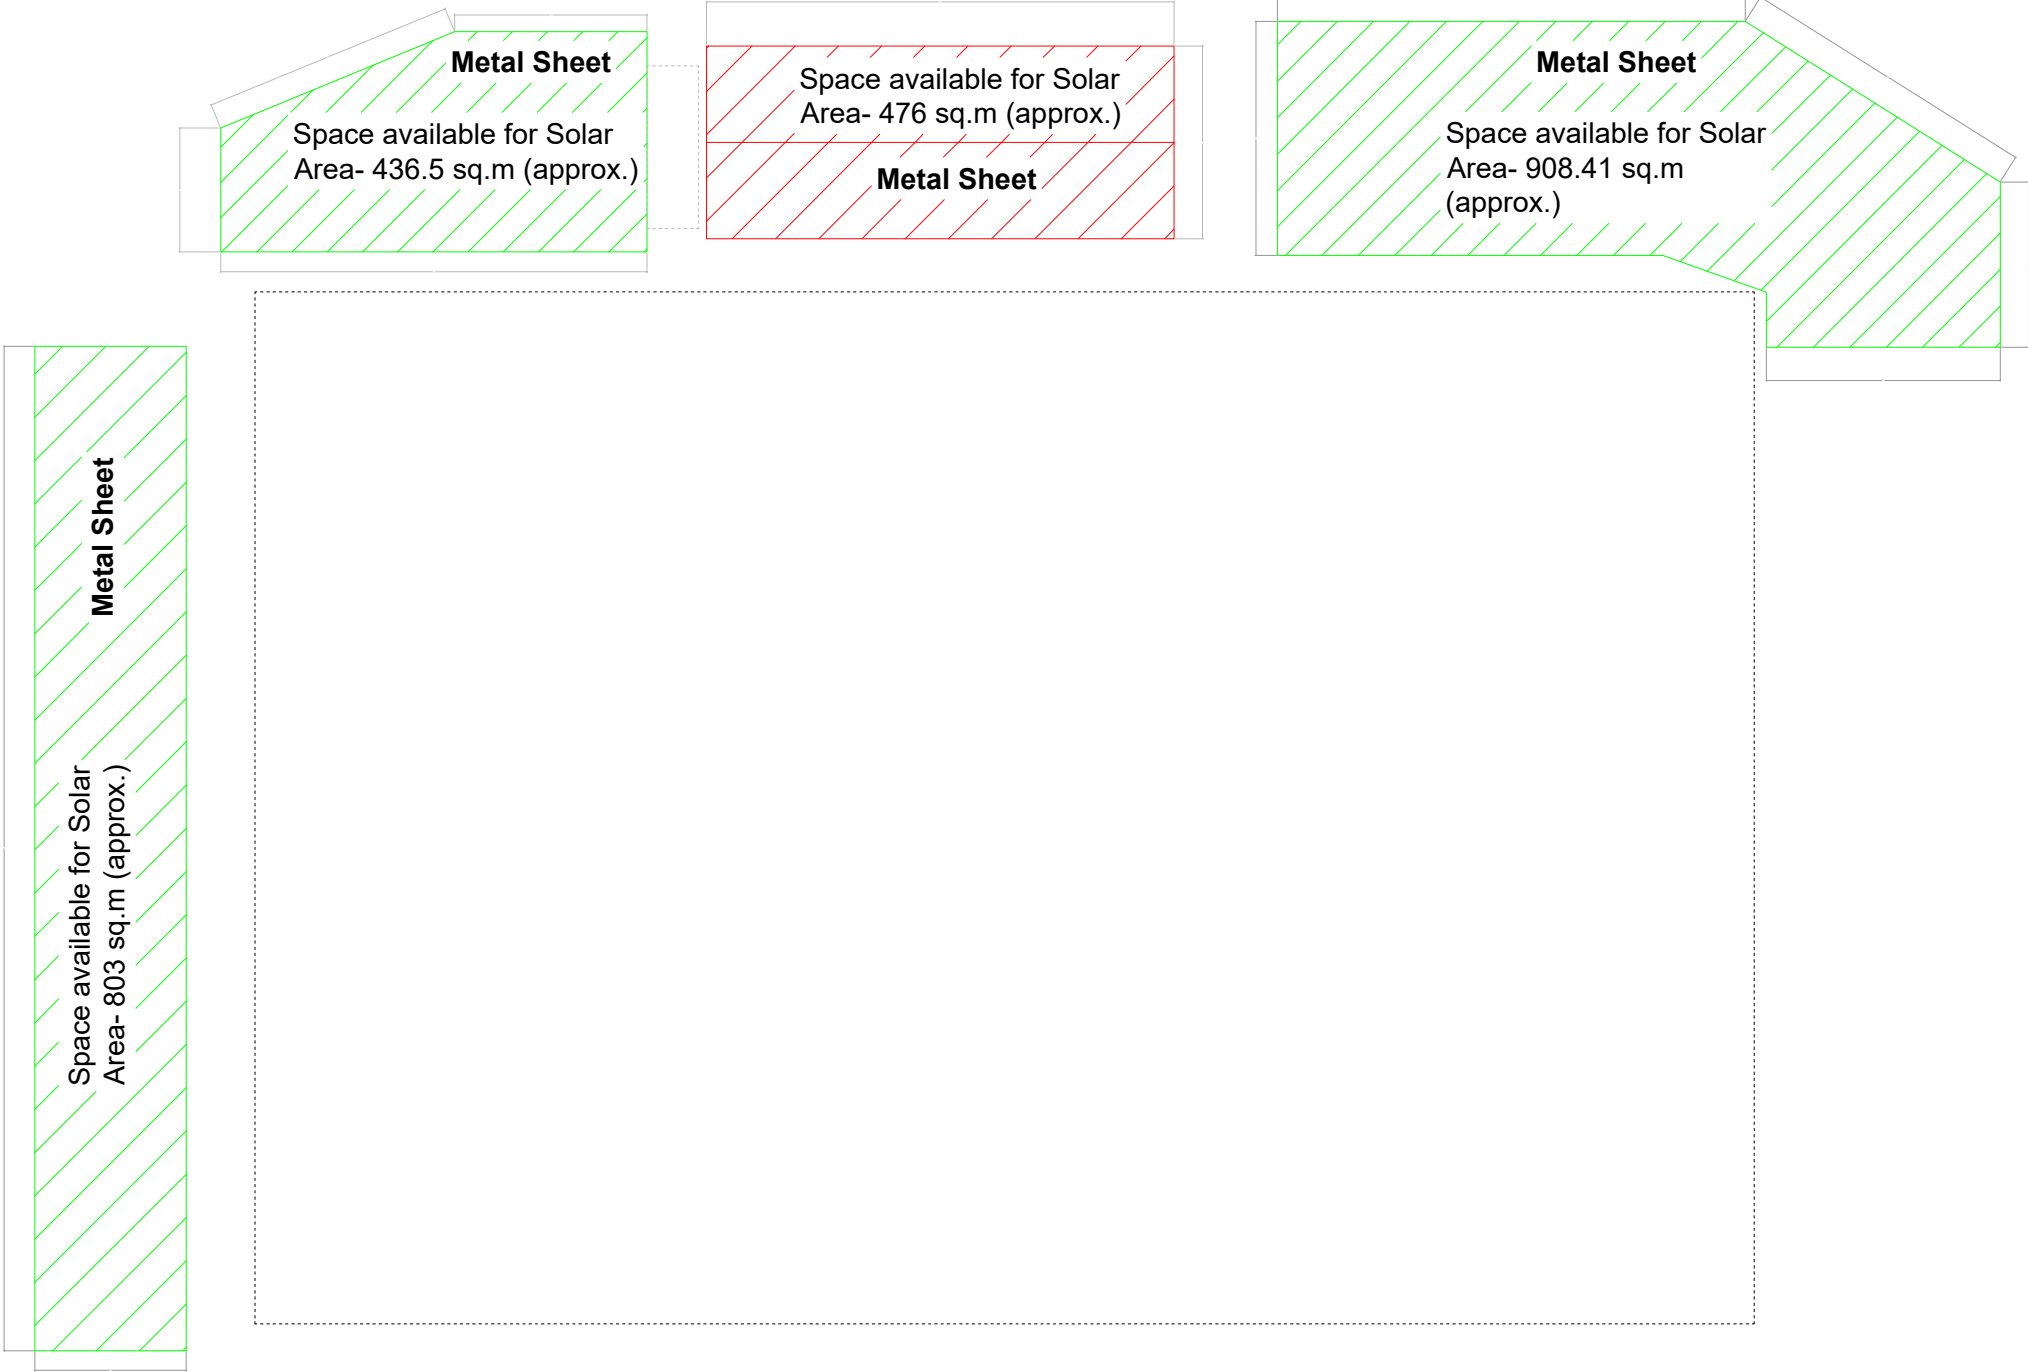 Metal Sheet
Space available for Solar
Area- 436.5 sq.m (approx.)
Space available for Solar
Area- 476 sq.m (approx.)
Metal Sheet
Metal Sheet
Space available for Solar
Area- 908.41 sq.m
(approx.)
Metal Sheet
Space available for Solar
Area- 803 sq.m (approx.)